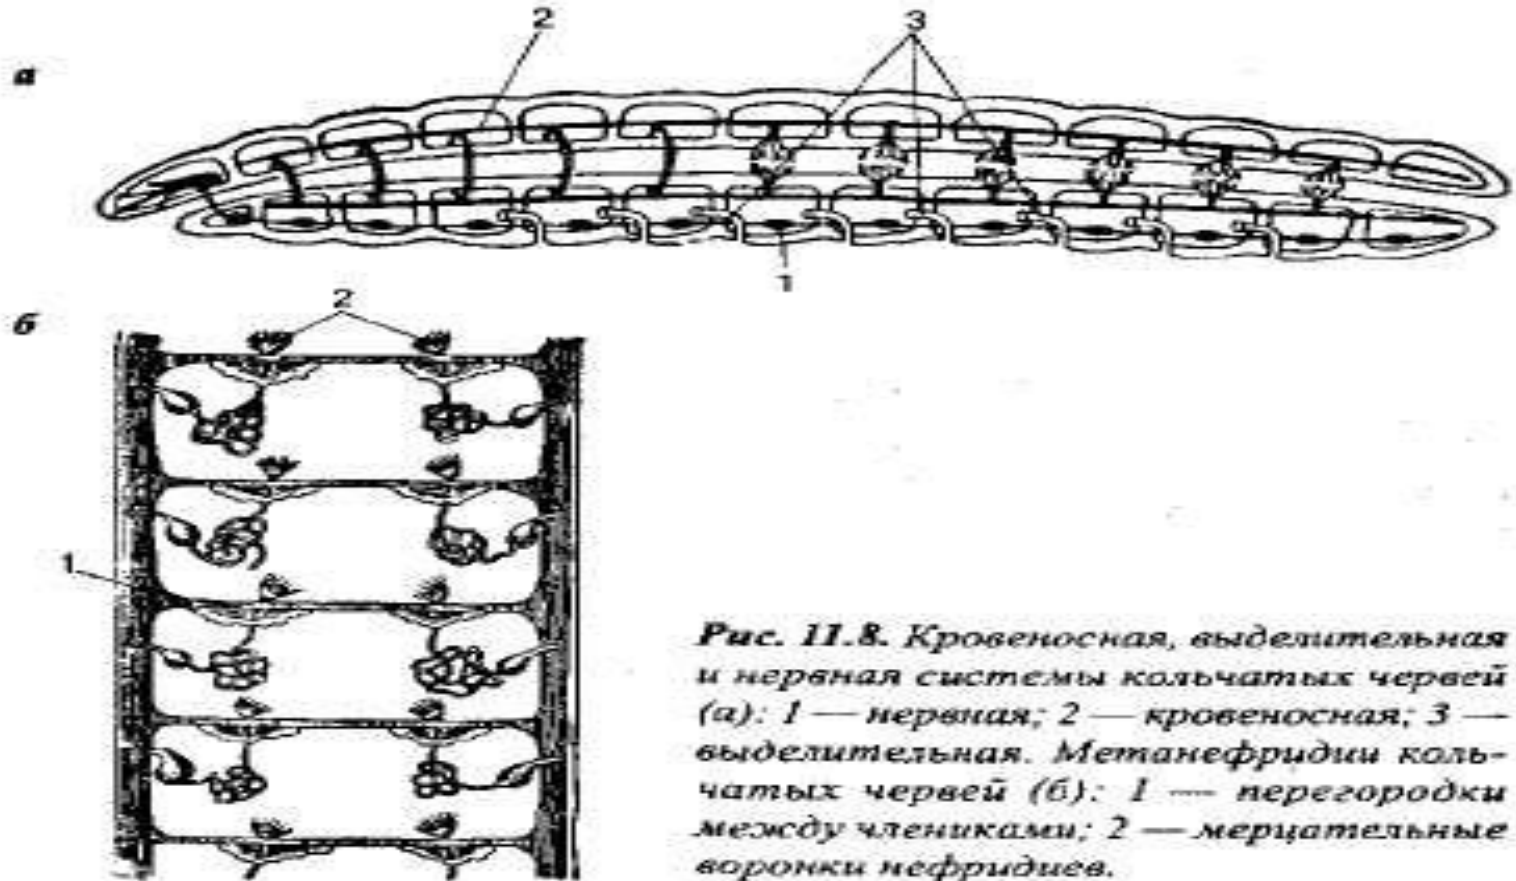 2
3
а
1
2
б
1
Рис. 11.8. Кровеносная, выделительная
и нервная системы кольчатых червей
(а): 1 — нервная; 2 — кровеносная; 3 —
выделительная. Метанефридии коль-
чатых червей (б): 1 — перегородки
между члениками; 2 — мерцательные
воронки нефридиев.